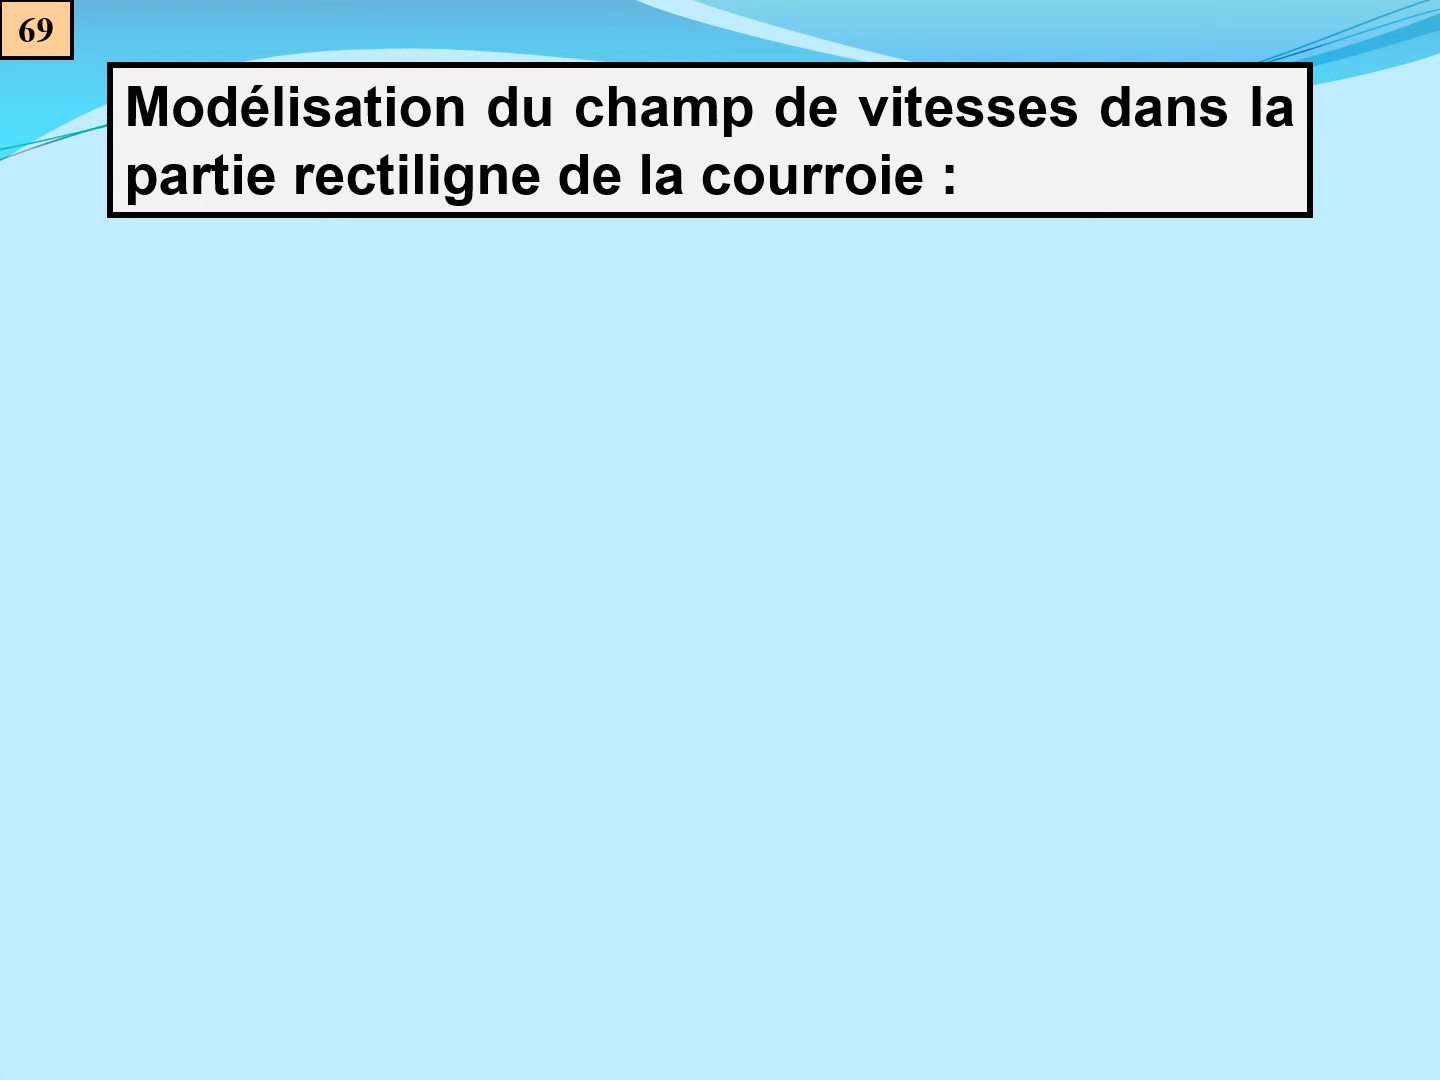 69
Modélisation du champ de vitesses dans la
partie rectiligne de la courroie :